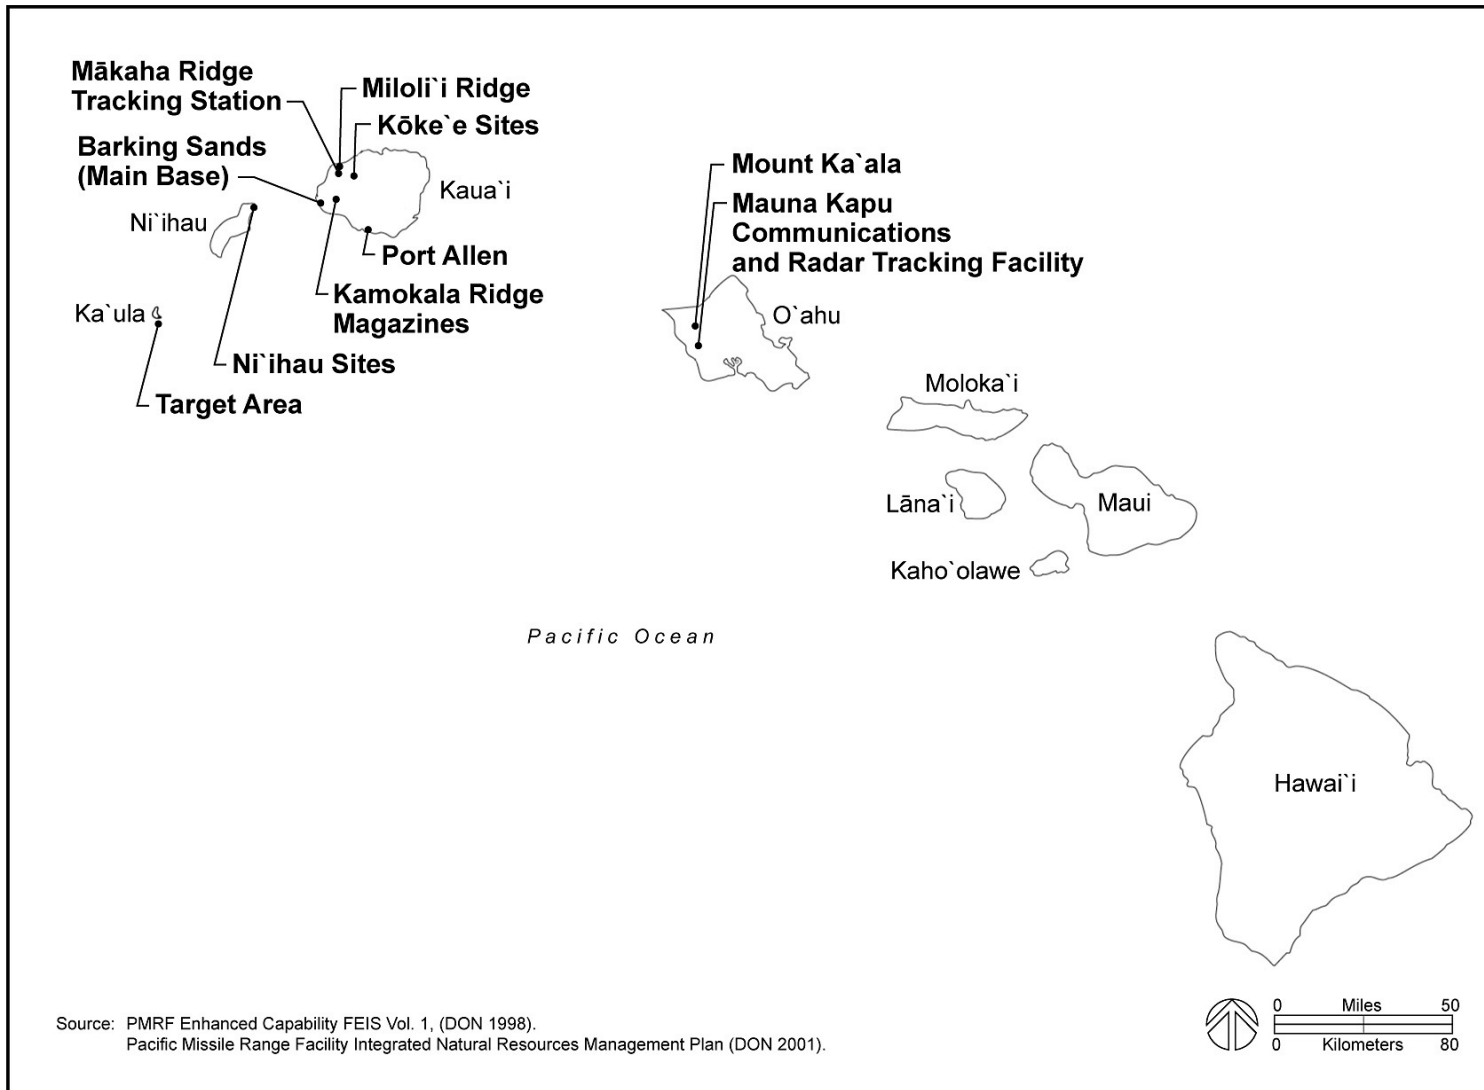 Mākaha Ridge
Tracking Station
Miloli`i Ridge
Kōke`e Sites
Barking Sands
(Main Base)
Kaua`i
Ni`ihau
Port Allen
Kamokala Ridge
Magazines
Ka`ula
Ni`ihau Sites
Target Area
Mount Ka`ala
Mauna Kapu
Communications
and Radar Tracking Facility
O`ahu
Moloka`i
Lāna`i
Maui
Kaho`olawe
Pacific Ocean
Hawai`i
Source: PMRF Enhanced Capability FEIS Vol. 1, (DON 1998).
Pacific Missile Range Facility Integrated Natural Resources Management Plan (DON 2001).
0 Miles 50
0 Kilometers 80